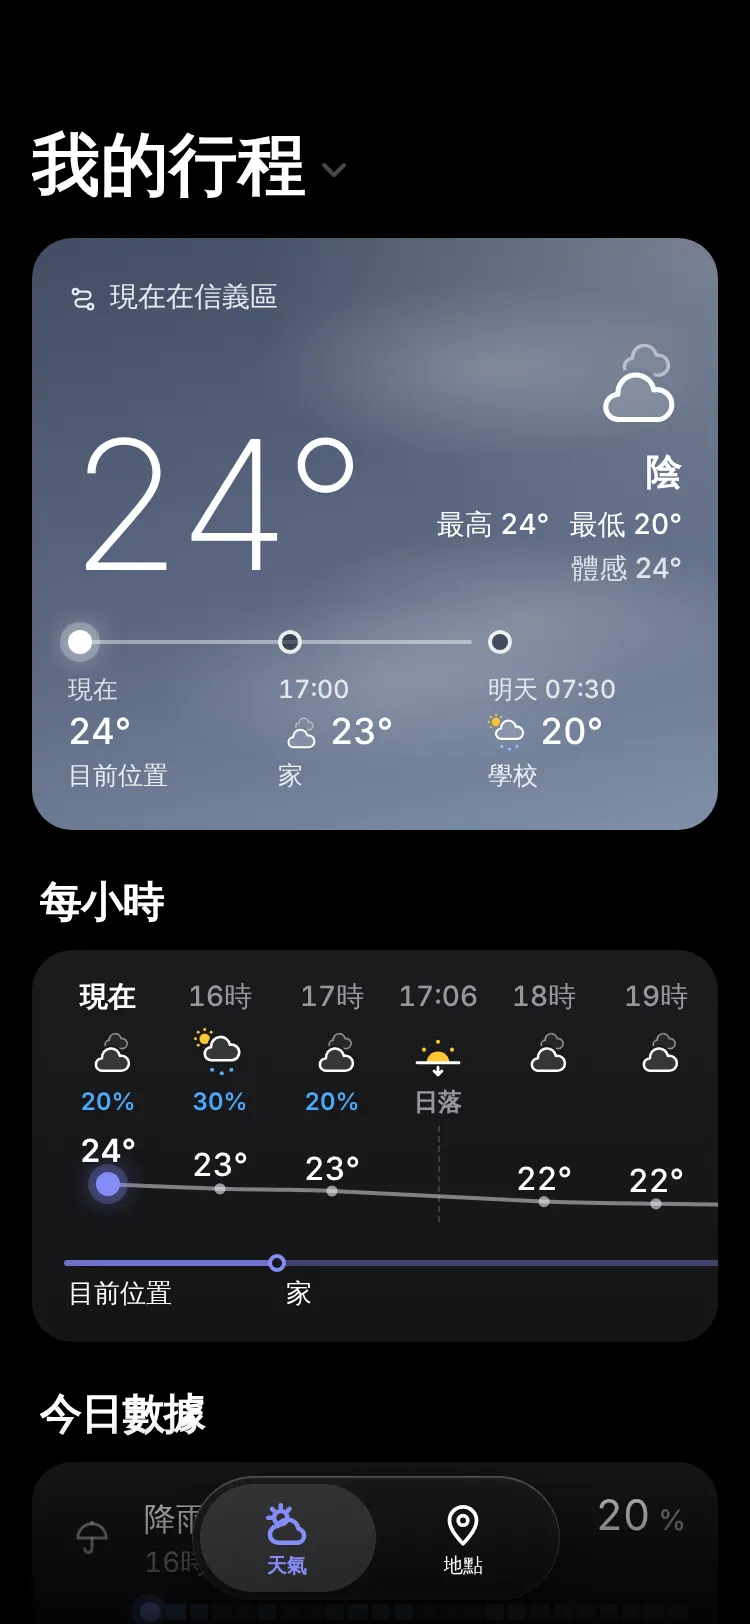 我的行程
現在在信義區
24°
陰
最高 24° 最低 20°
體感 24°
現在 17:00 明天 07:30
24° 23° 20°
目前位置 家 學校
每小時
現在 16時 17時 17:06 18時 19時
20% 30% 20% 日落
24° 23° 23° 22° 22°
目前位置 家
今日數據
降雨 20 %
16時
天氣 地點